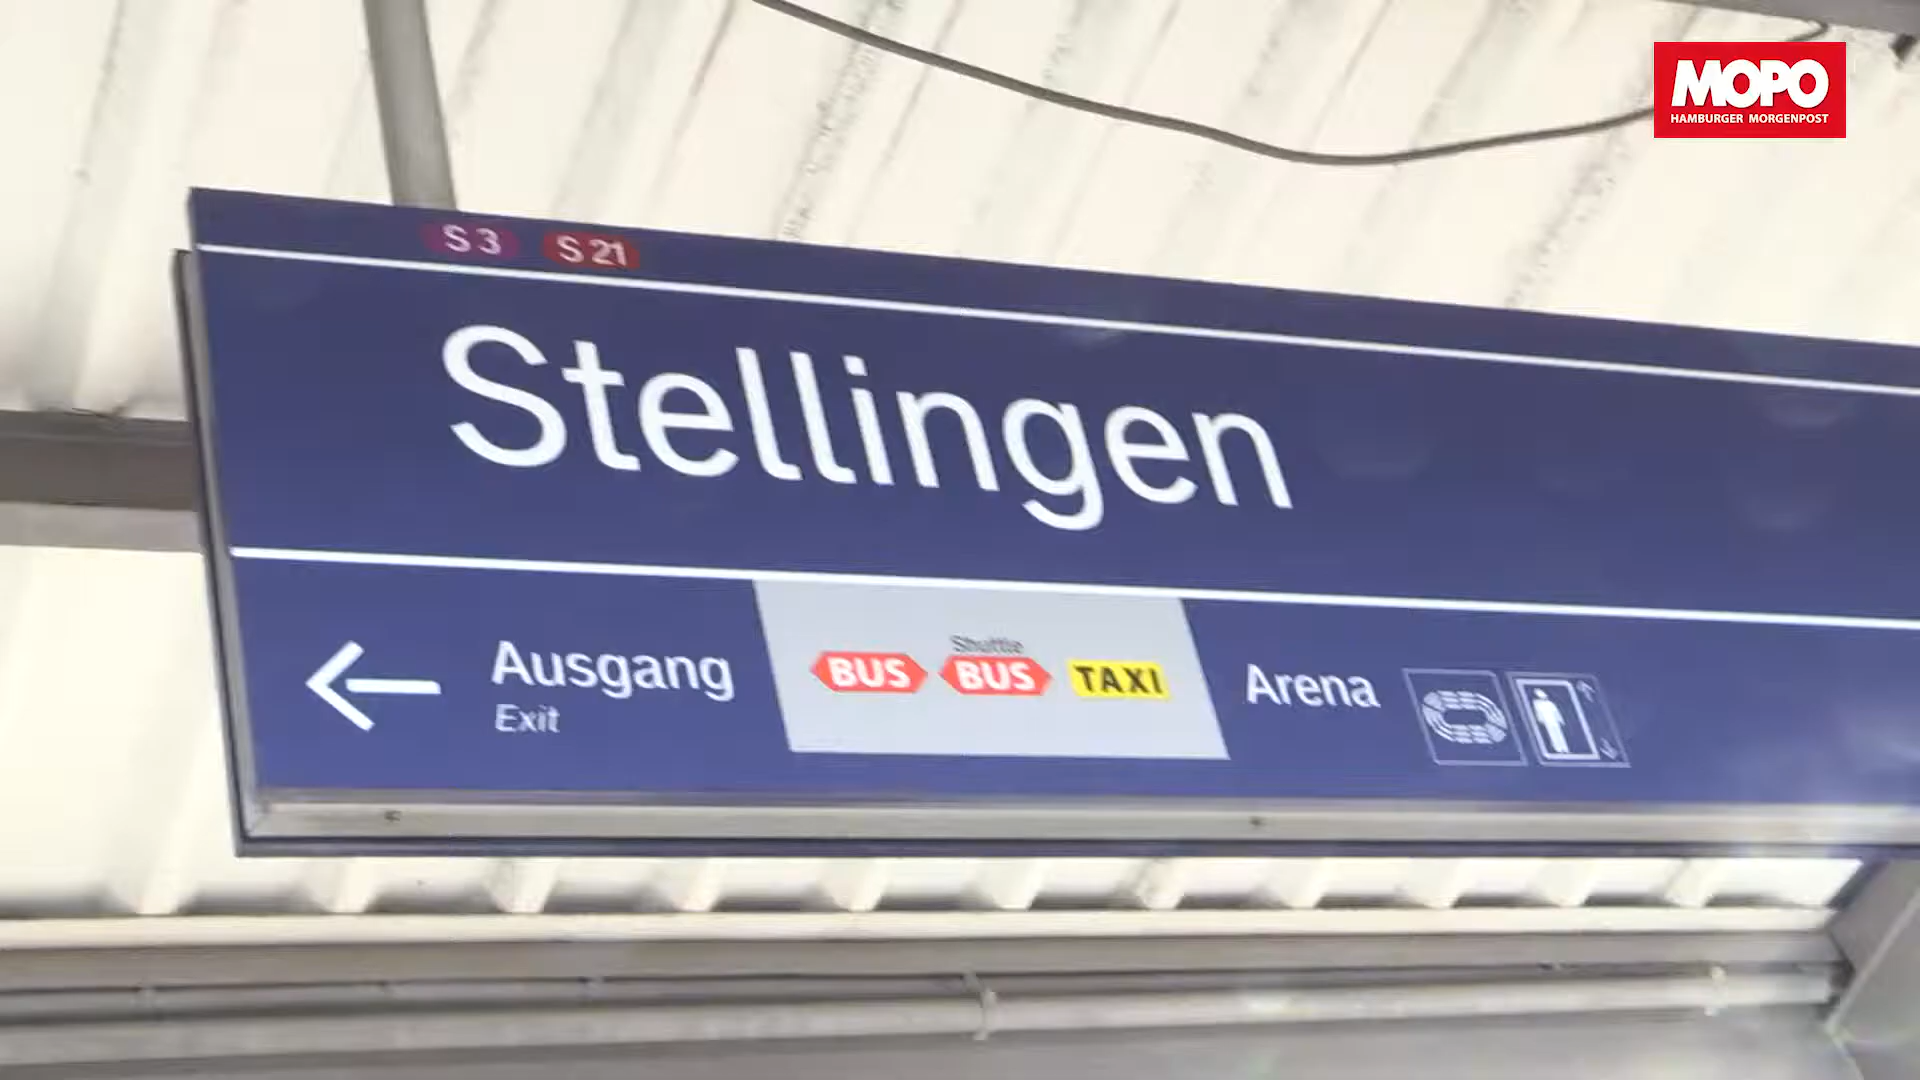 MOPO
HAMBURGER MORGENPOST
S3 S21
Stellingen
Ausgang
Exit
BUS
Shuttle
BUS
TAXI
Arena